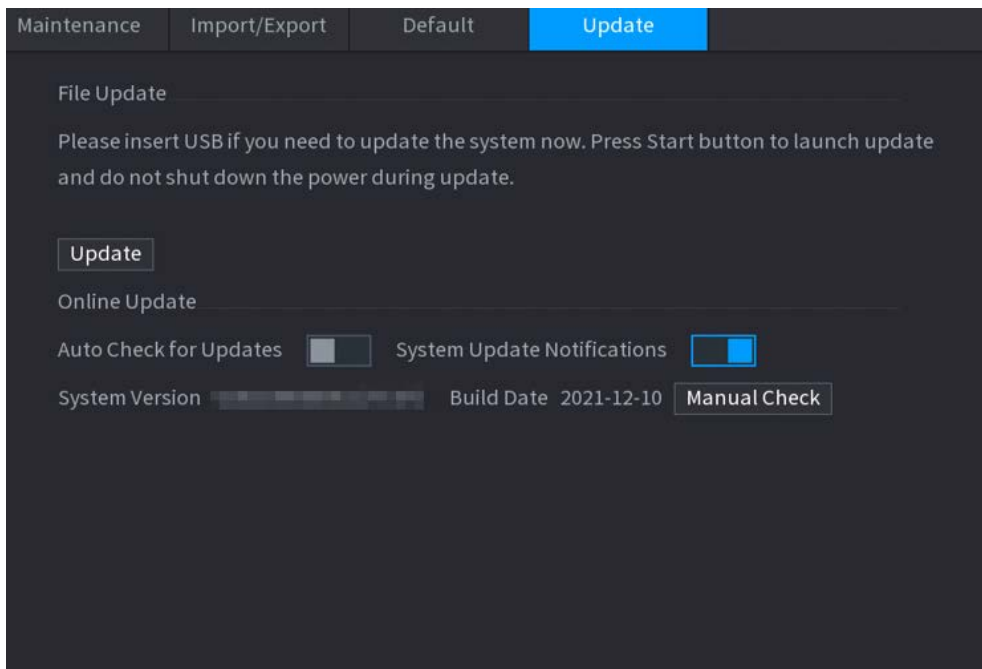 Maintenance Import/Export Default Update
File Update
Please insert USB if you need to update the system now. Press Start button to launch update
and do not shut down the power during update.
Update
Online Update
Auto Check for Updates System Update Notifications
System Version Build Date 2021-12-10 Manual Check